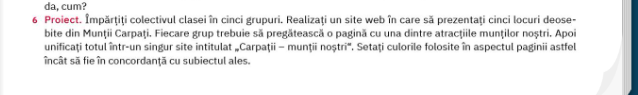 da, cum?
6 Proiect. Împărțiți colectivul clasei în cinci grupuri. Realizați un site web în care să prezentați cinci locuri deose-
bite din Munții Carpați. Fiecare grup trebuie să pregătească o pagină cu una dintre atracțiile munților noștri. Apoi
unificați totul într-un singur site intitulat „Carpații – munții noștri”. Setați culorile folosite în aspectul paginii astfel
încât să fie în concordanță cu subiectul ales.